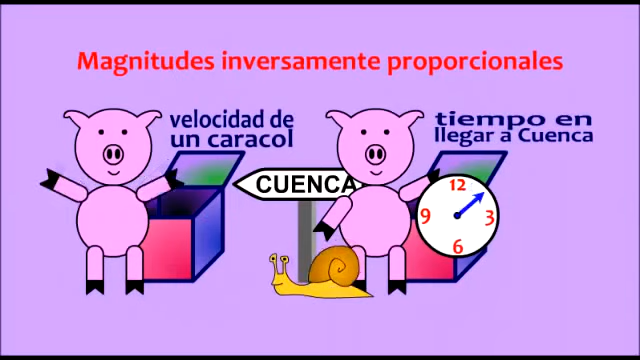 Magnitudes inversamente proporcionales
velocidad de
un caracol
tiempo en
llegar a Cuenca
CUENCA
12
9
3
6